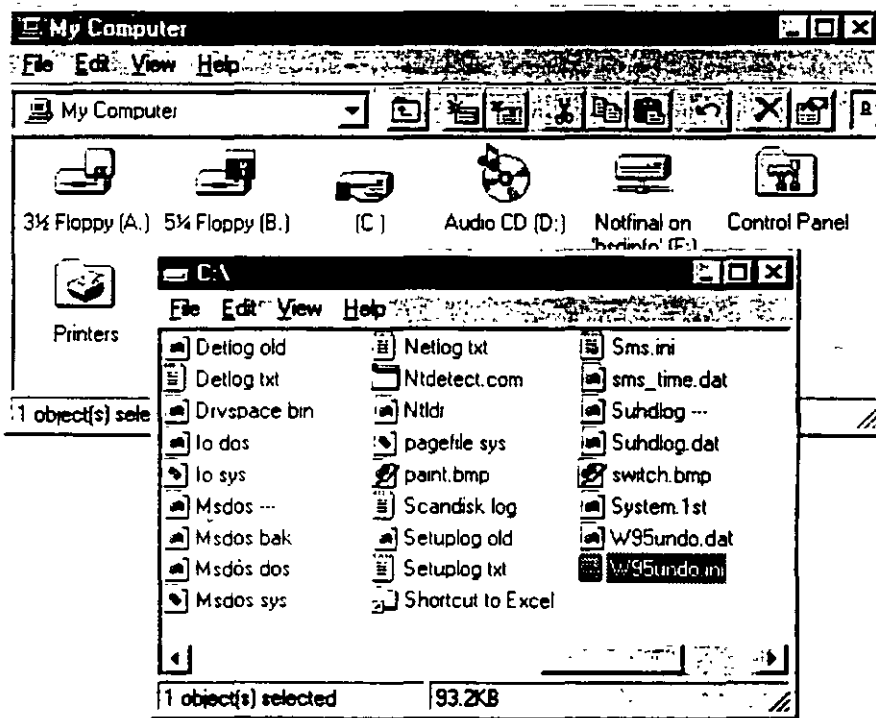 My Computer
File Edit View Help
My Computer
3½ Floppy (A.) 5¼ Floppy (B.) (C ) Audio CD (D:) Notfinal on Control Panel
'bsdinfo' (F:)
Printers
1 object(s) sele
C:\
File Edit View Help
Detlog old Netlog txt Sms.ini
Detlog txt Ntdetect.com sms_time.dat
Drvspace bin Ntldr Suhdlog ---
Io dos pagefile sys Suhdlog.dat
Io sys paint.bmp switch.bmp
Msdos --- Scandisk log System.1st
Msdos bak Setuplog old W95undo.dat
Msdos dos Setuplog txt W95undo.ini
Msdos sys Shortcut to Excel
1 object(s) selected 93.2KB